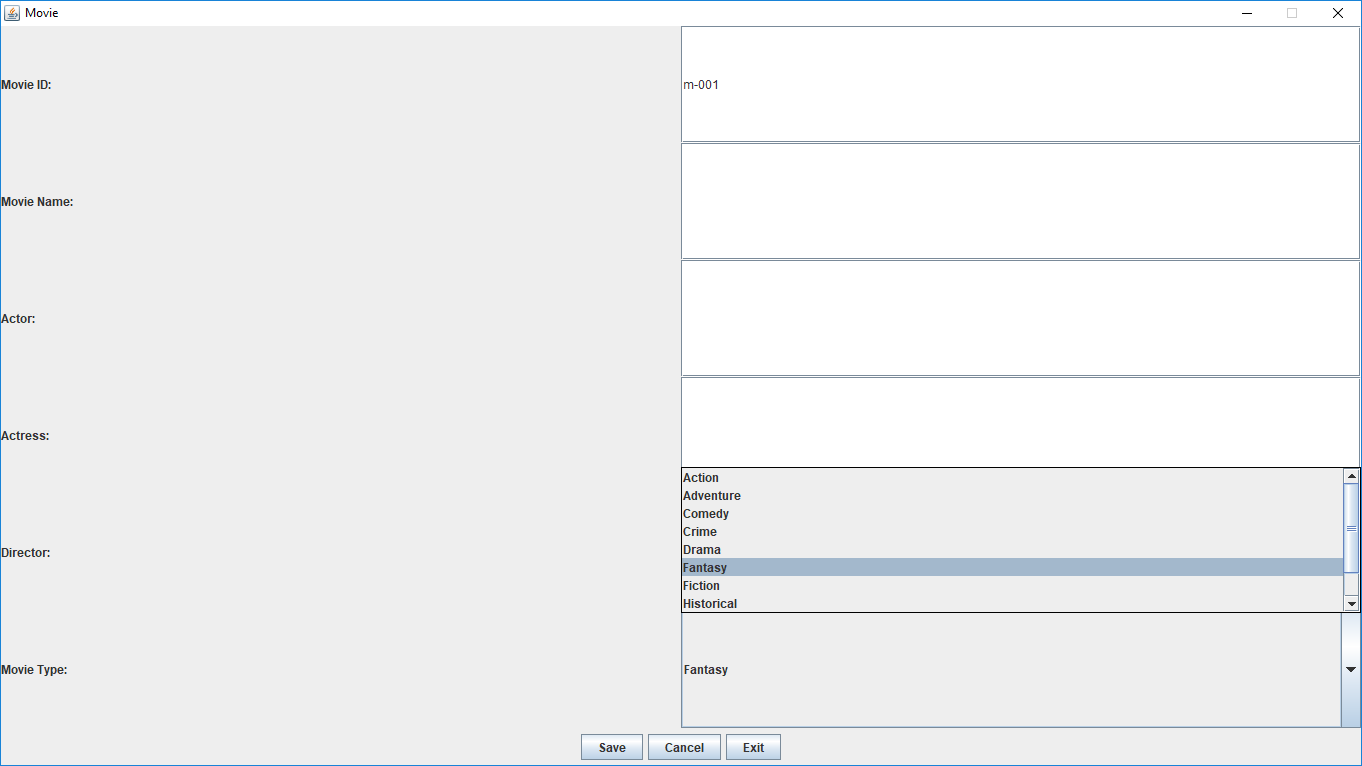 Movie
Movie ID:
m-001
Movie Name:
Actor:
Actress:
Action
Adventure
Comedy
Crime
Drama
Director:
Fantasy
Fiction
Historical
Movie Type:
Fantasy
Save
Cancel
Exit